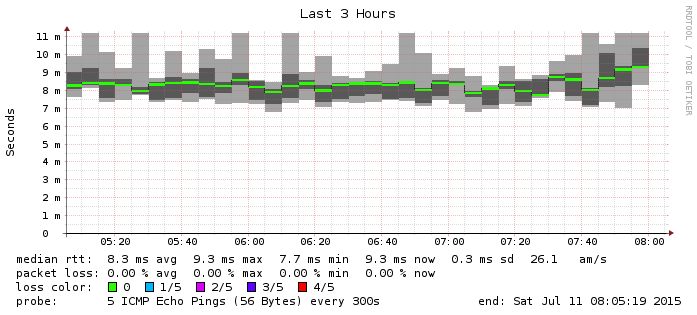 Last 3 Hours
RRDTOOL / TOBI OETIKER
Seconds
11 m
10 m
9 m
8 m
7 m
6 m
5 m
4 m
3 m
2 m
1 m
0
05:20 05:40 06:00 06:20 06:40 07:00 07:20 07:40 08:00
median rtt: 8.3 ms avg 9.3 ms max 7.7 ms min 9.3 ms now 0.3 ms sd 26.1 am/s
packet loss: 0.00 % avg 0.00 % max 0.00 % min 0.00 % now
loss color: 0 1/5 2/5 3/5 4/5
probe: 5 ICMP Echo Pings (56 Bytes) every 300s end: Sat Jul 11 08:05:19 2015